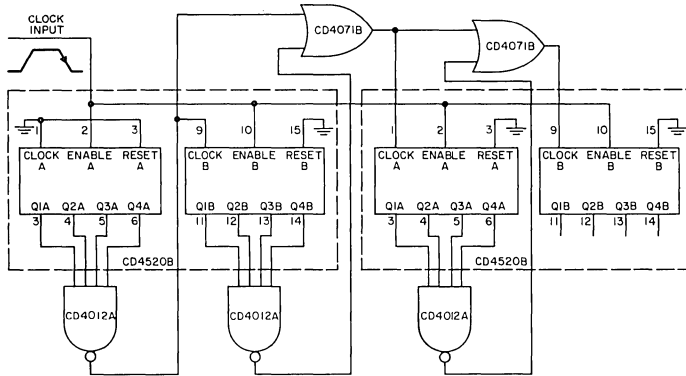 CLOCK
INPUT
CD4071B
CD4071B
1 2 3
9 10 15
1 2 3
9 10 15
CLOCK ENABLE RESET
A A A
CLOCK ENABLE RESET
B B B
CLOCK ENABLE RESET
A A A
CLOCK ENABLE RESET
B B B
Q1A Q2A Q3A Q4A
Q1B Q2B Q3B Q4B
Q1A Q2A Q3A Q4A
Q1B Q2B Q3B Q4B
3 4 5 6
11 12 13 14
3 4 5 6
11 12 13 14
CD4520B
CD4520B
CD4012A
CD4012A
CD4012A